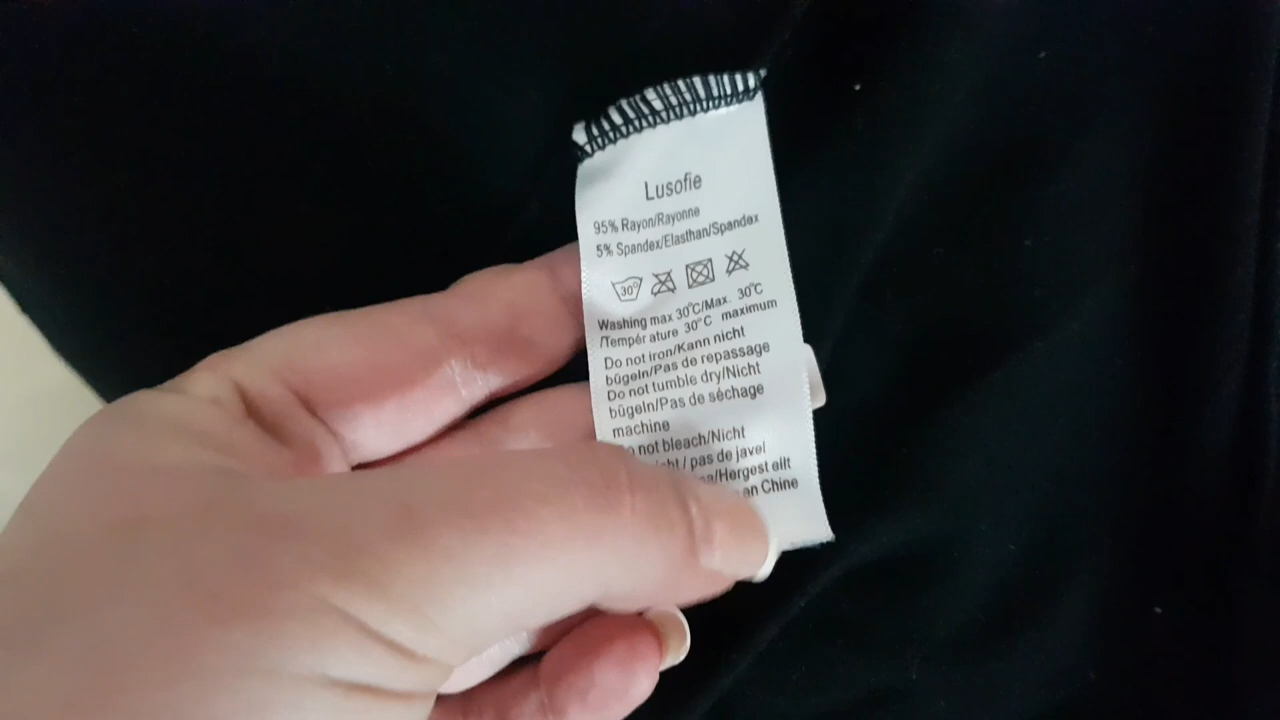 Lusofie
95% Rayon/Rayonne
5% Spandex/Elasthan/Spandex
30°
Washing max 30°C/Max. 30°C
/Tempér ature 30°C maximum
Do not iron/Kann nicht
bügeln/Pas de repassage
Do not tumble dry/Nicht
bügeln/Pas de séchage
machine
not bleach/Nicht
/ pas de javel
/Hergest ellt
Chine